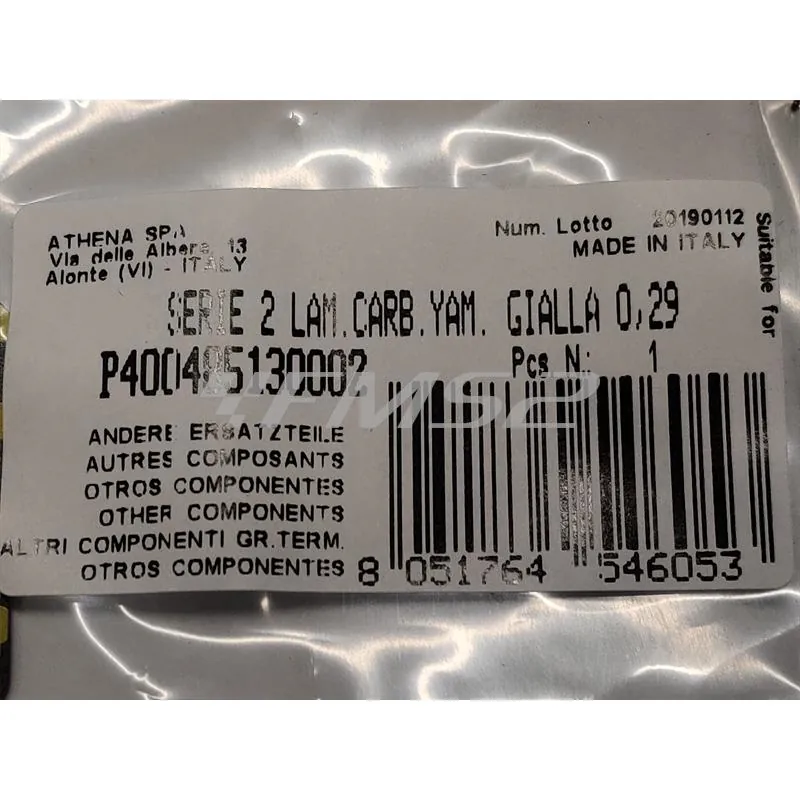 ATHENA SPA
Via delle Albere, 13
Alonte (VI) - ITALY
Num. Lotto 20190112
MADE IN ITALY
Suitable for
SERIE 2 LAM.CARB.YAM. GIALLA 0,29
P400485130002
Pcs N.: 1
FMS2
ANDERE ERSATZTEILE
AUTRES COMPOSANTS
OTROS COMPONENTES
OTHER COMPONENTS
ALTRI COMPONENTI GR.TERM.
OTROS COMPONENTES
8 051764 546053